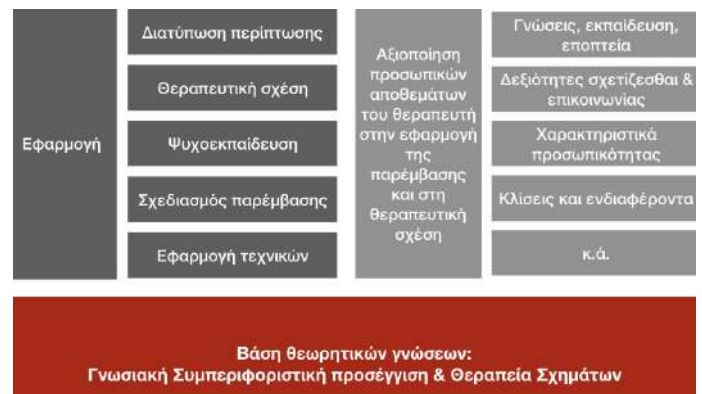 Εφαρμογή
Διατύπωση περίπτωσης
Θεραπευτική σχέση
Ψυχοεκπαίδευση
Σχεδιασμός παρέμβασης
Εφαρμογή τεχνικών
Αξιοποίηση
προσωπικών
αποθεμάτων
του θεραπευτή
στην εφαρμογή
της
παρέμβασης
και στη
θεραπευτική
σχέση
Γνώσεις, εκπαίδευση,
εποπτεία
Δεξιότητες σχετίζεσθαι &
επικοινωνίας
Χαρακτηριστικά
προσωπικότητας
Κλίσεις και ενδιαφέροντα
κ.ά.
Βάση θεωρητικών γνώσεων:
Γνωσιακή Συμπεριφοριστική προσέγγιση & Θεραπεία Σχημάτων